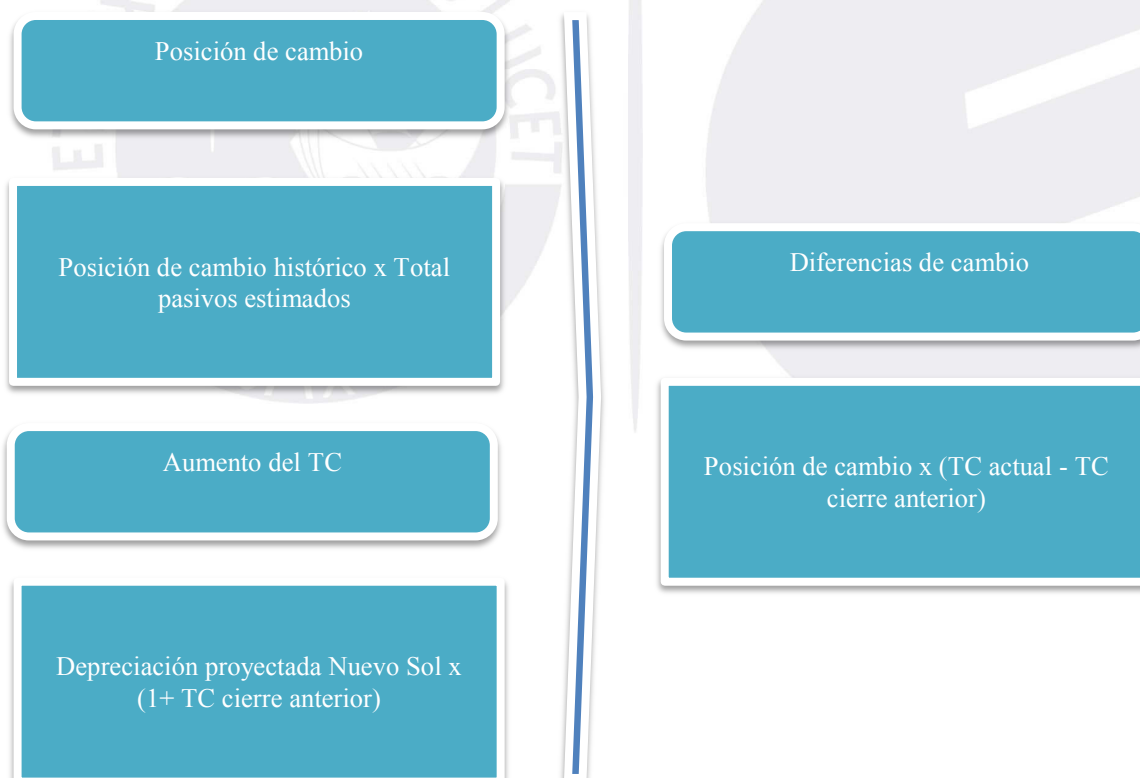 Posición de cambio
Posición de cambio histórico x Total
pasivos estimados
Aumento del TC
Depreciación proyectada Nuevo Sol x
(1+ TC cierre anterior)
Diferencias de cambio
Posición de cambio x (TC actual - TC
cierre anterior)